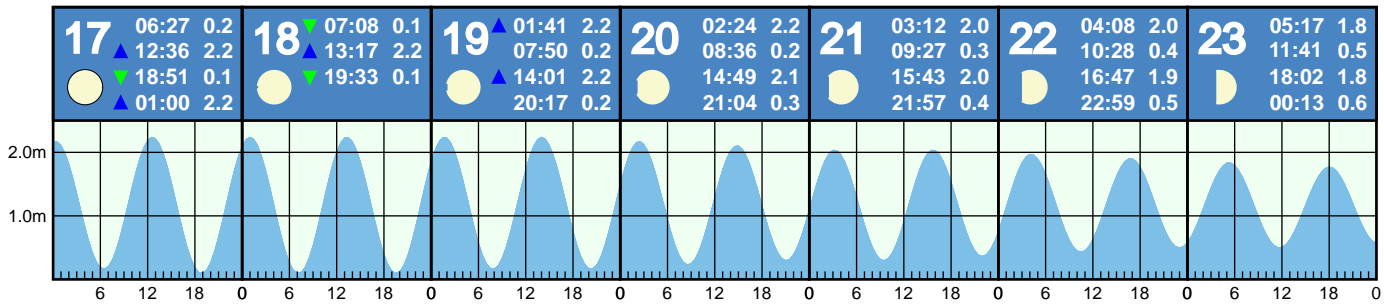 17
06:27 0.2
▲ 12:36 2.2
▼ 18:51 0.1
▲ 01:00 2.2
18
▼ 07:08 0.1
▲ 13:17 2.2
▼ 19:33 0.1
19
▲ 01:41 2.2
07:50 0.2
▲ 14:01 2.2
20:17 0.2
20
02:24 2.2
08:36 0.2
14:49 2.1
21:04 0.3
21
03:12 2.0
09:27 0.3
15:43 2.0
21:57 0.4
22
04:08 2.0
10:28 0.4
16:47 1.9
22:59 0.5
23
05:17 1.8
11:41 0.5
18:02 1.8
00:13 0.6
2.0m
1.0m
6 12 18 0 6 12 18 0 6 12 18 0 6 12 18 0 6 12 18 0 6 12 18 0 6 12 18 0